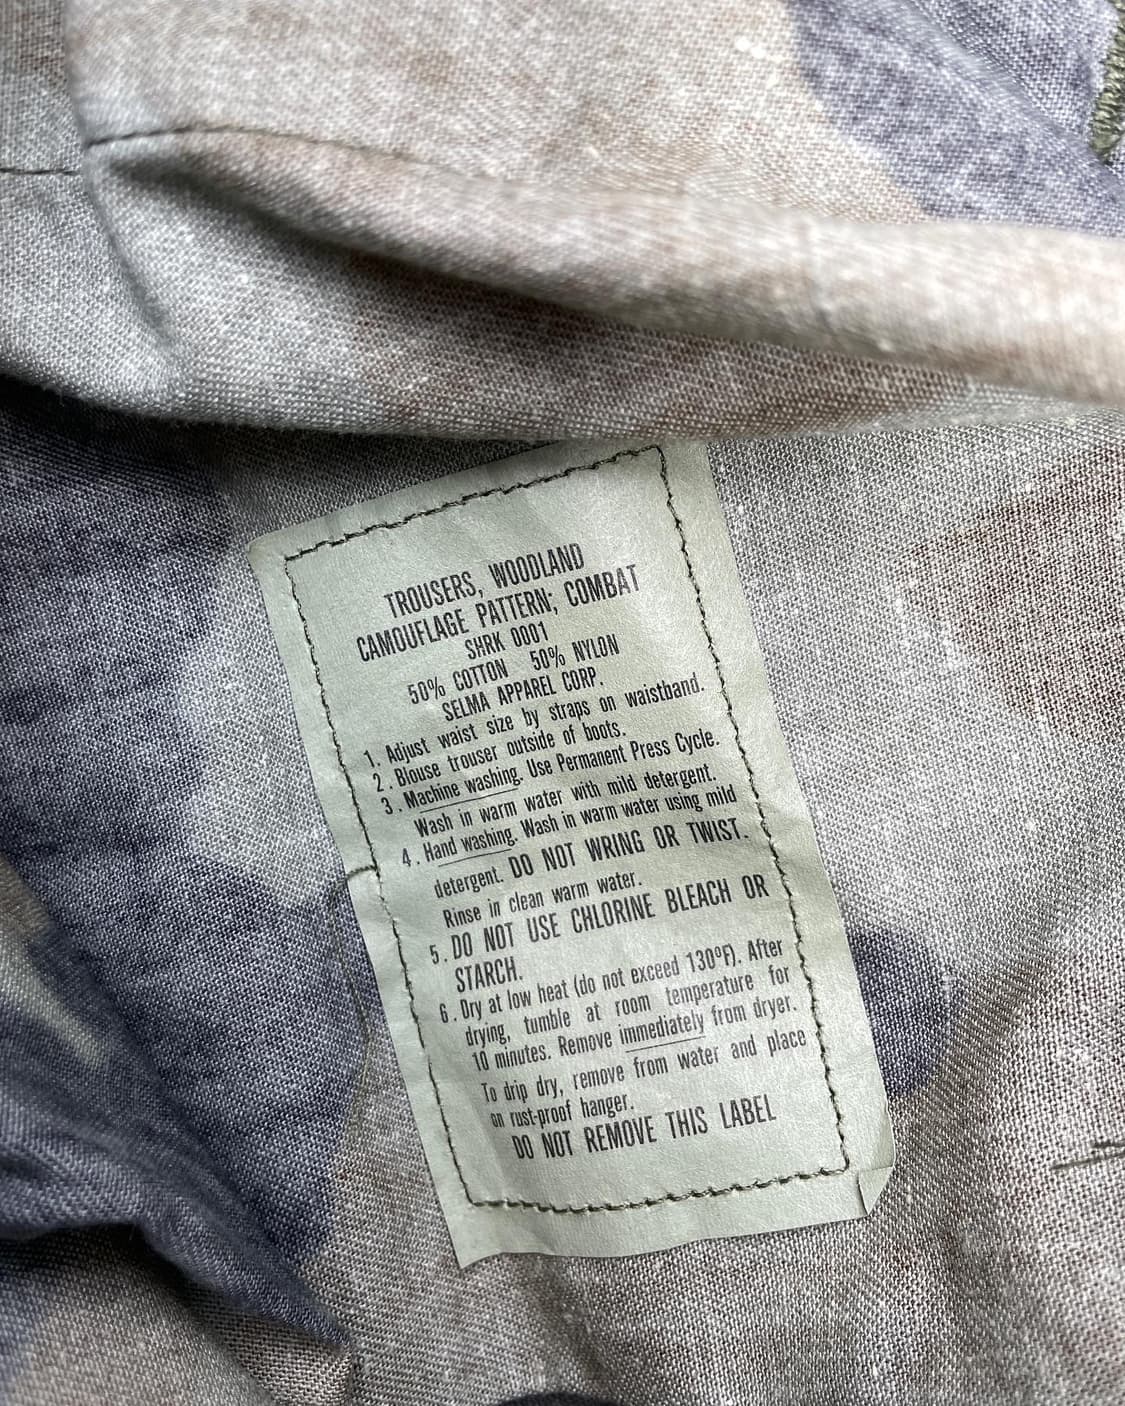 TROUSERS, WOODLAND
CAMOUFLAGE PATTERN; COMBAT
SHRK 0001
50% COTTON 50% NYLON
SELMA APPAREL CORP.
1. Adjust waist size by straps on waistband.
2. Blouse trouser outside of boots.
3. Machine washing. Use Permanent Press Cycle.
Wash in warm water with mild detergent.
4. Hand washing. Wash in warm water using mild
detergent. DO NOT WRING OR TWIST.
Rinse in clean warm water.
5. DO NOT USE CHLORINE BLEACH OR
STARCH.
6. Dry at low heat (do not exceed 130ºF). After
drying, tumble at room temperature for
10 minutes. Remove immediately from dryer.
To drip dry, remove from water and place
on rust-proof hanger.
DO NOT REMOVE THIS LABEL